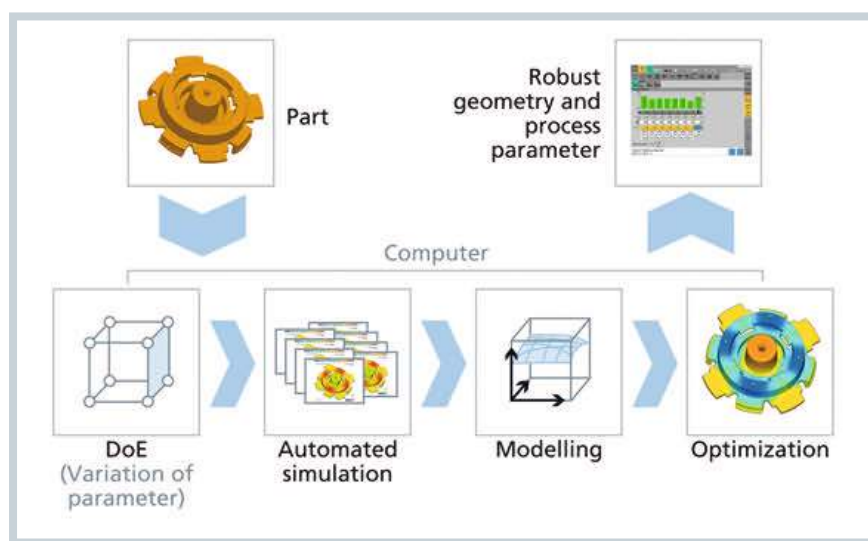 Part
Robust
geometry and
process
parameter
Computer
DoE
(Variation of
parameter)
Automated
simulation
Modelling
Optimization